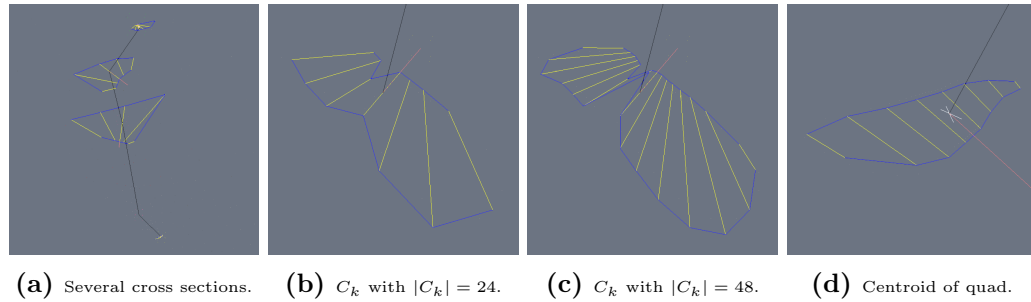 (a) Several cross sections. (b) C_k with |C_k| = 24. (c) C_k with |C_k| = 48. (d) Centroid of quad.